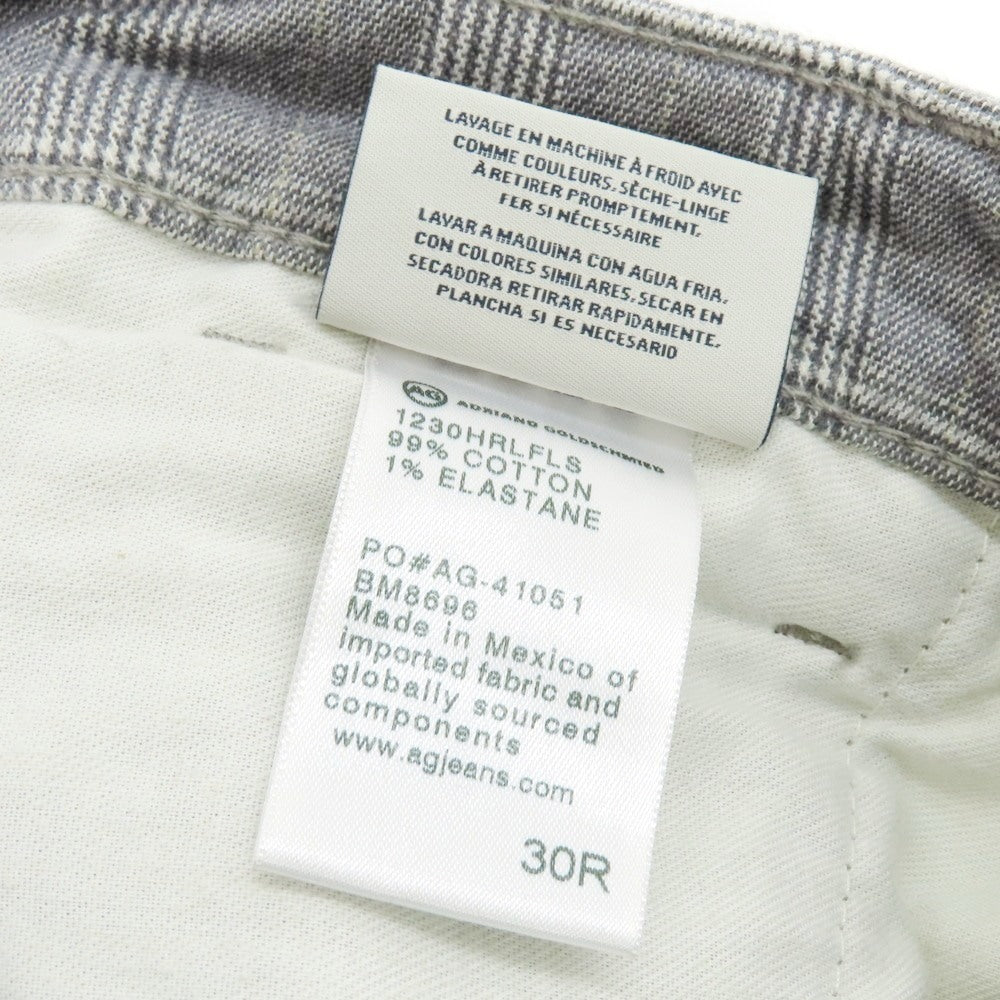 LAVAGE EN MACHINE À FROID AVEC
COMME COULEURS, SÈCHE-LINGE
À RETIRER PROMPTEMENT,
FER SI NÉCESSAIRE
LAVAR A MAQUINA CON AGUA FRIA,
CON COLORES SIMILARES, SECAR EN
SECADORA RETIRAR RAPIDAMENTE,
PLANCHA SI ES NECESARIO
AG ADRIANO GOLDSCHMIED
1230HRLFLS
99% COTTON
1% ELASTANE
PO#AG-41051
BM8696
Made in Mexico of
imported fabric and
globally sourced
components
www.agjeans.com
30R